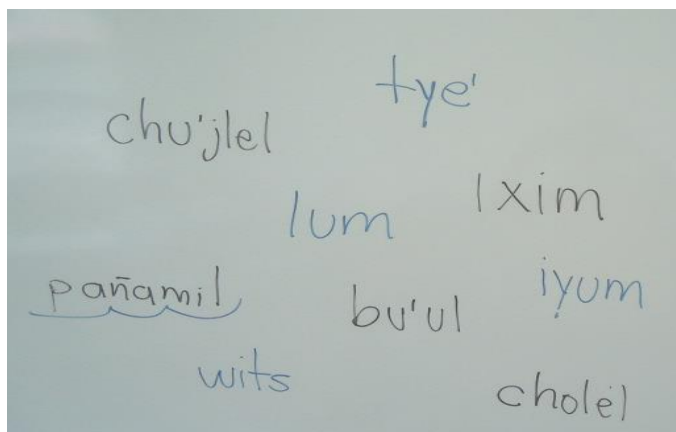 tye'
chu'jlel
Ixim
lum
iyum
pañamil
bu'ul
wits
cholel